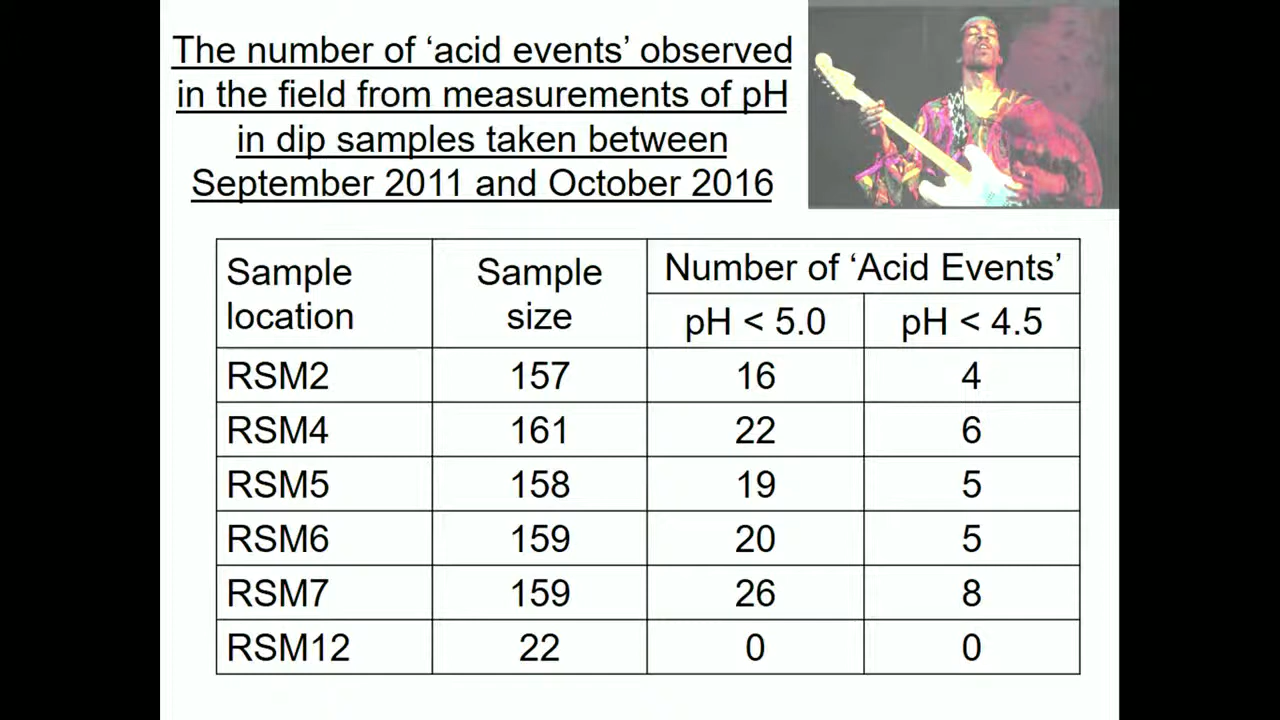 The number of ‘acid events’ observed
in the field from measurements of pH
in dip samples taken between
September 2011 and October 2016
Sample location
Sample size
Number of ‘Acid Events’
pH < 5.0
pH < 4.5
RSM2 157 16 4
RSM4 161 22 6
RSM5 158 19 5
RSM6 159 20 5
RSM7 159 26 8
RSM12 22 0 0